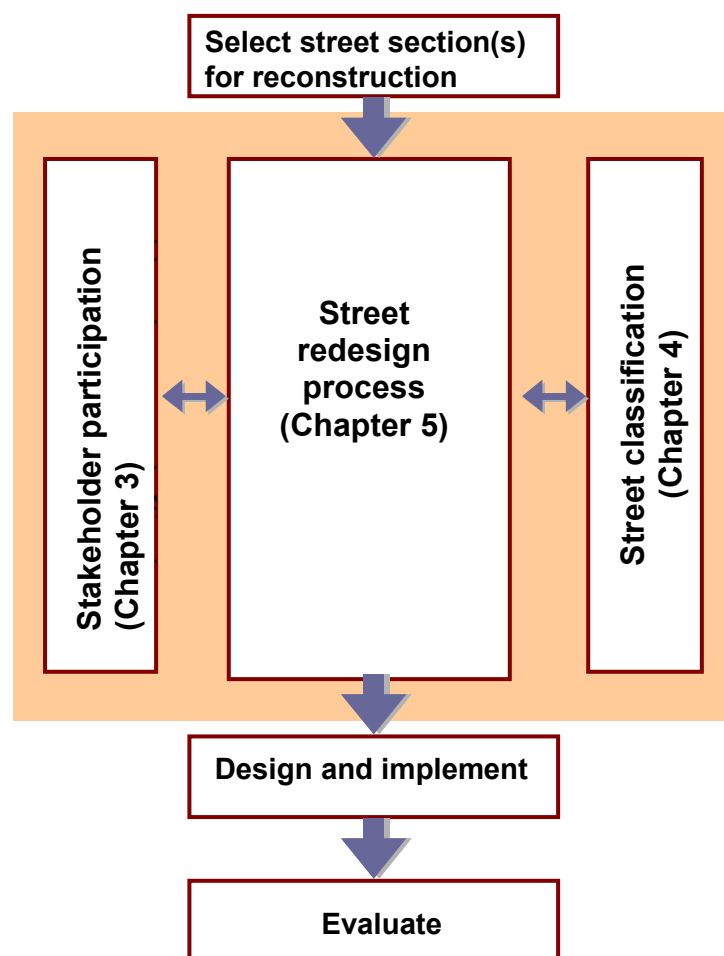 Select street section(s)
for reconstruction
Stakeholder participation
(Chapter 3)
Street
redesign
process
(Chapter 5)
Street classification
(Chapter 4)
Design and implement
Evaluate